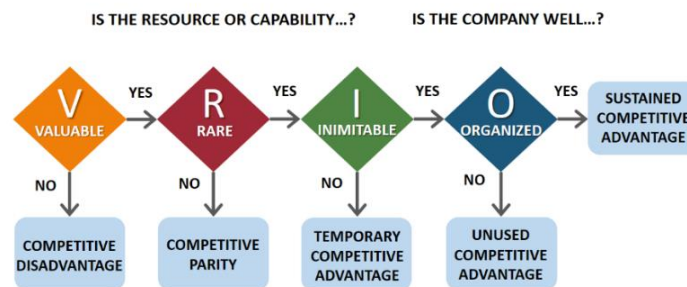 IS THE RESOURCE OR CAPABILITY...?
IS THE COMPANY WELL...?
V
VALUABLE
YES
R
RARE
YES
I
INIMITABLE
YES
O
ORGANIZED
YES
SUSTAINED
COMPETITIVE
ADVANTAGE
NO
NO
NO
NO
COMPETITIVE
DISADVANTAGE
COMPETITIVE
PARITY
TEMPORARY
COMPETITIVE
ADVANTAGE
UNUSED
COMPETITIVE
ADVANTAGE